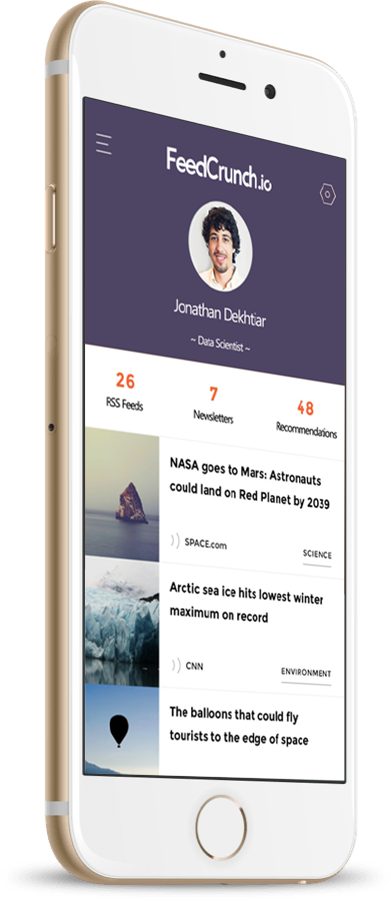 FeedCrunch.io
Jonathan Dekhtiar
~ Data Scientist ~
26
RSS Feeds
7
Newsletters
48
Recommendations
NASA goes to Mars: Astronauts
could land on Red Planet by 2039
SPACE.com
SCIENCE
Arctic sea ice hits lowest winter
maximum on record
CNN
ENVIRONMENT
The balloons that could fly
tourists to the edge of space